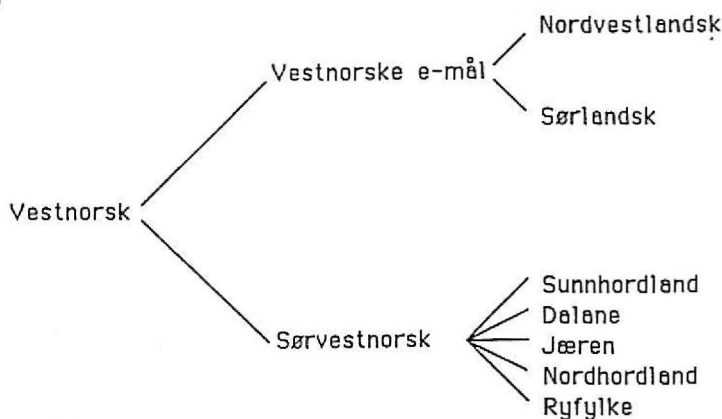 Nordvestlandsk
Vestnorske e-mål
Sørlandsk
Vestnorsk
Sunnhordland
Dalane
Sørvestnorsk
Jæren
Nordhordland
Ryfylke